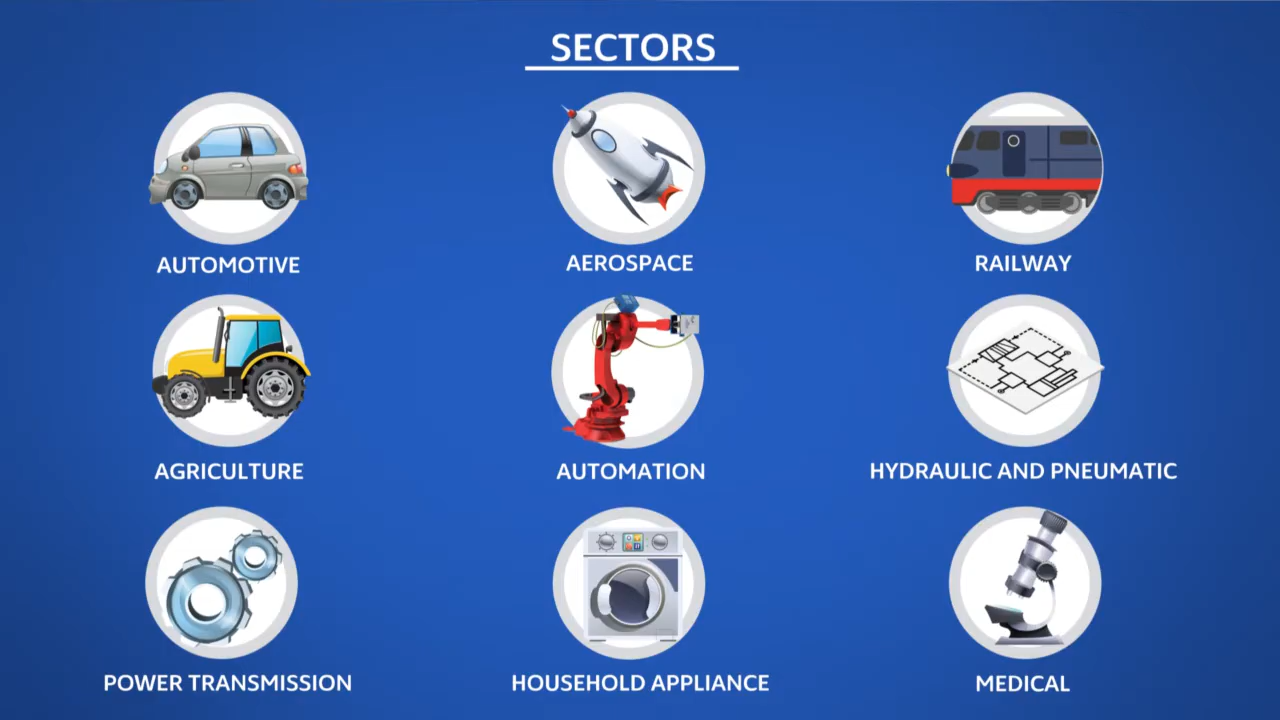 SECTORS
AUTOMOTIVE
AEROSPACE
RAILWAY
AGRICULTURE
AUTOMATION
HYDRAULIC AND PNEUMATIC
POWER TRANSMISSION
HOUSEHOLD APPLIANCE
MEDICAL